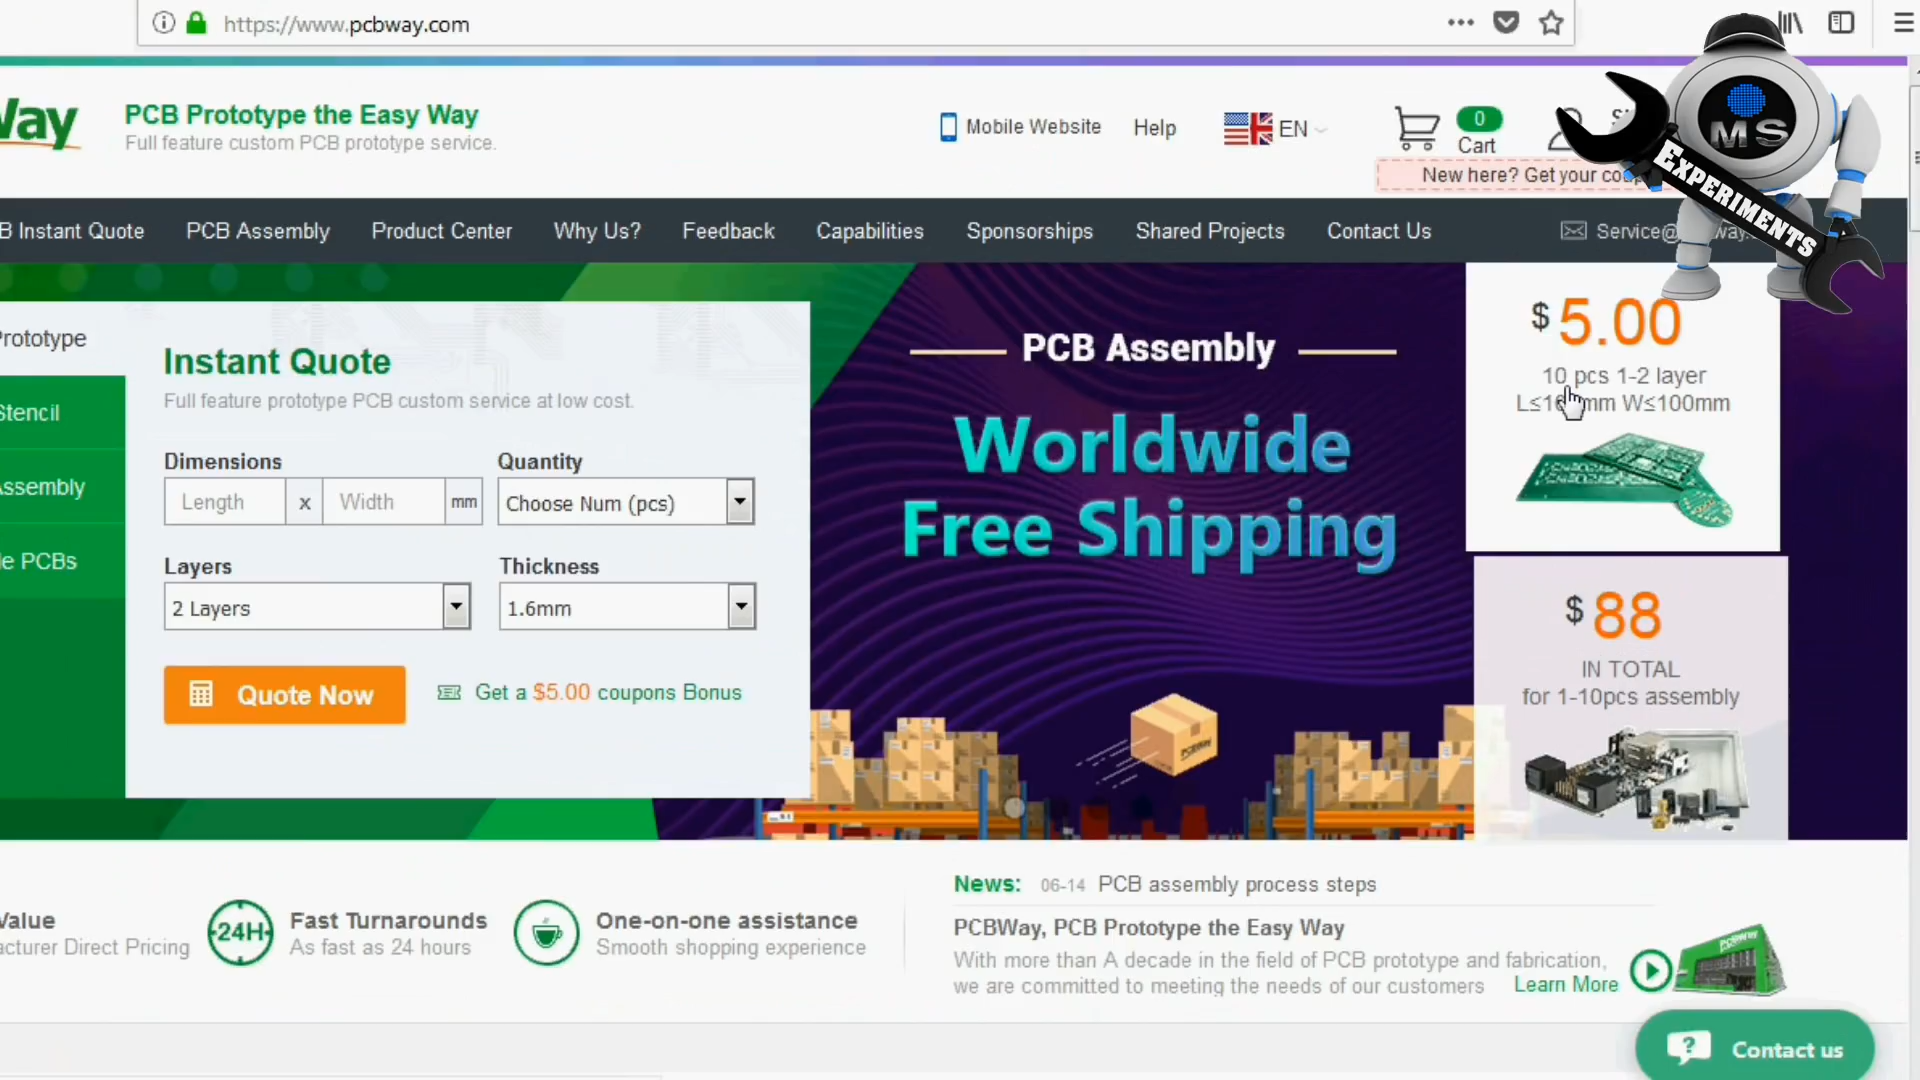 https://www.pcbway.com
Way
PCB Prototype the Easy Way
Full feature custom PCB prototype service.
Mobile Website
Help
EN
0
Cart
New here? Get your
MS
EXPERIMENTS
B Instant Quote
PCB Assembly
Product Center
Why Us?
Feedback
Capabilities
Sponsorships
Shared Projects
Contact Us
Service@
Prototype
Stencil
Assembly
le PCBs
Instant Quote
Full feature prototype PCB custom service at low cost.
Dimensions
Length x Width mm
Quantity
Choose Num (pcs)
Layers
2 Layers
Thickness
1.6mm
Quote Now
Get a $5.00 coupons Bonus
PCB Assembly
Worldwide
Free Shipping
PCBWAY
$ 5.00
10 pcs 1-2 layer
W≤100mm
$ 88
IN TOTAL
for 1-10pcs assembly
Value
acturer Direct Pricing
24H
Fast Turnarounds
As fast as 24 hours
One-on-one assistance
Smooth shopping experience
News: 06-14 PCB assembly process steps
PCBWay, PCB Prototype the Easy Way
With more than A decade in the field of PCB prototype and fabrication,
we are committed to meeting the needs of our customers
Learn More
PCBWay
? Contact us